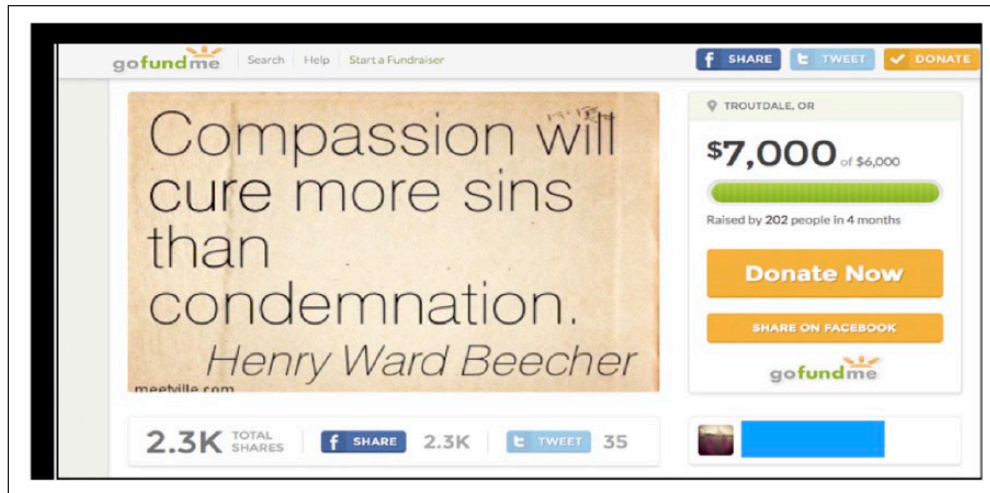 gofundme Search Help Start a Fundraiser SHARE TWEET DONATE
Compassion will
cure more sins
than
condemnation.
Henry Ward Beecher
meetville.com
2.3K TOTAL SHARES f SHARE 2.3K TWEET 35
TROUTDALE, OR
$7,000 of $6,000
Raised by 202 people in 4 months
Donate Now
SHARE ON FACEBOOK
gofundme